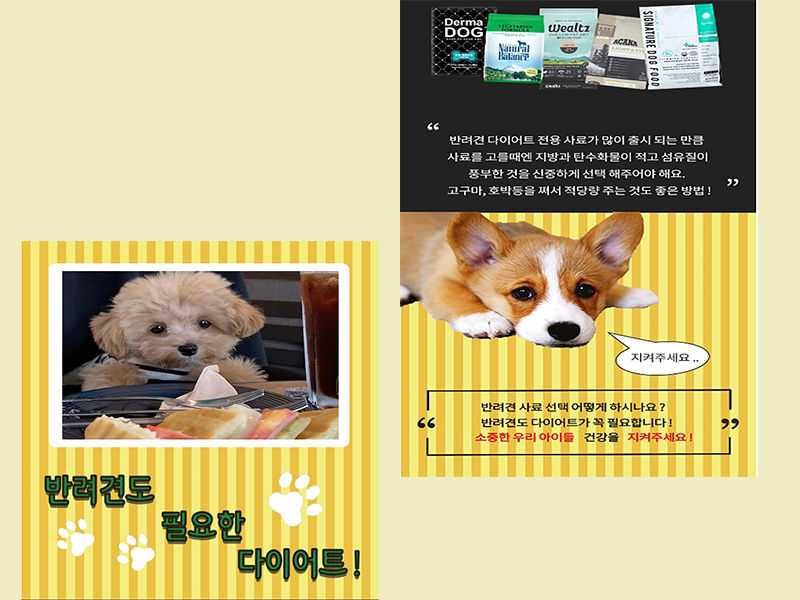 반려견도
필요한
다이어트 !
Derma
DOG
VEGETARIAN
FORMULA
Natural
Balance
Wealtz
ACANA
SIGNATURE DOG FOOD
“
반려견 다이어트 전용 사료가 많이 출시 되는 만큼
사료를 고를때엔 지방과 탄수화물이 적고 섬유질이
풍부한 것을 신중하게 선택 해주어야 해요.
고구마, 호박등을 쪄서 적당량 주는 것도 좋은 방법 !
”
지켜주세요 ..
“
반려견 사료 선택 어떻게 하시나요 ?
반려견도 다이어트가 꼭 필요합니다 !
소중한 우리 아이들 건강을 지켜주세요 !
”